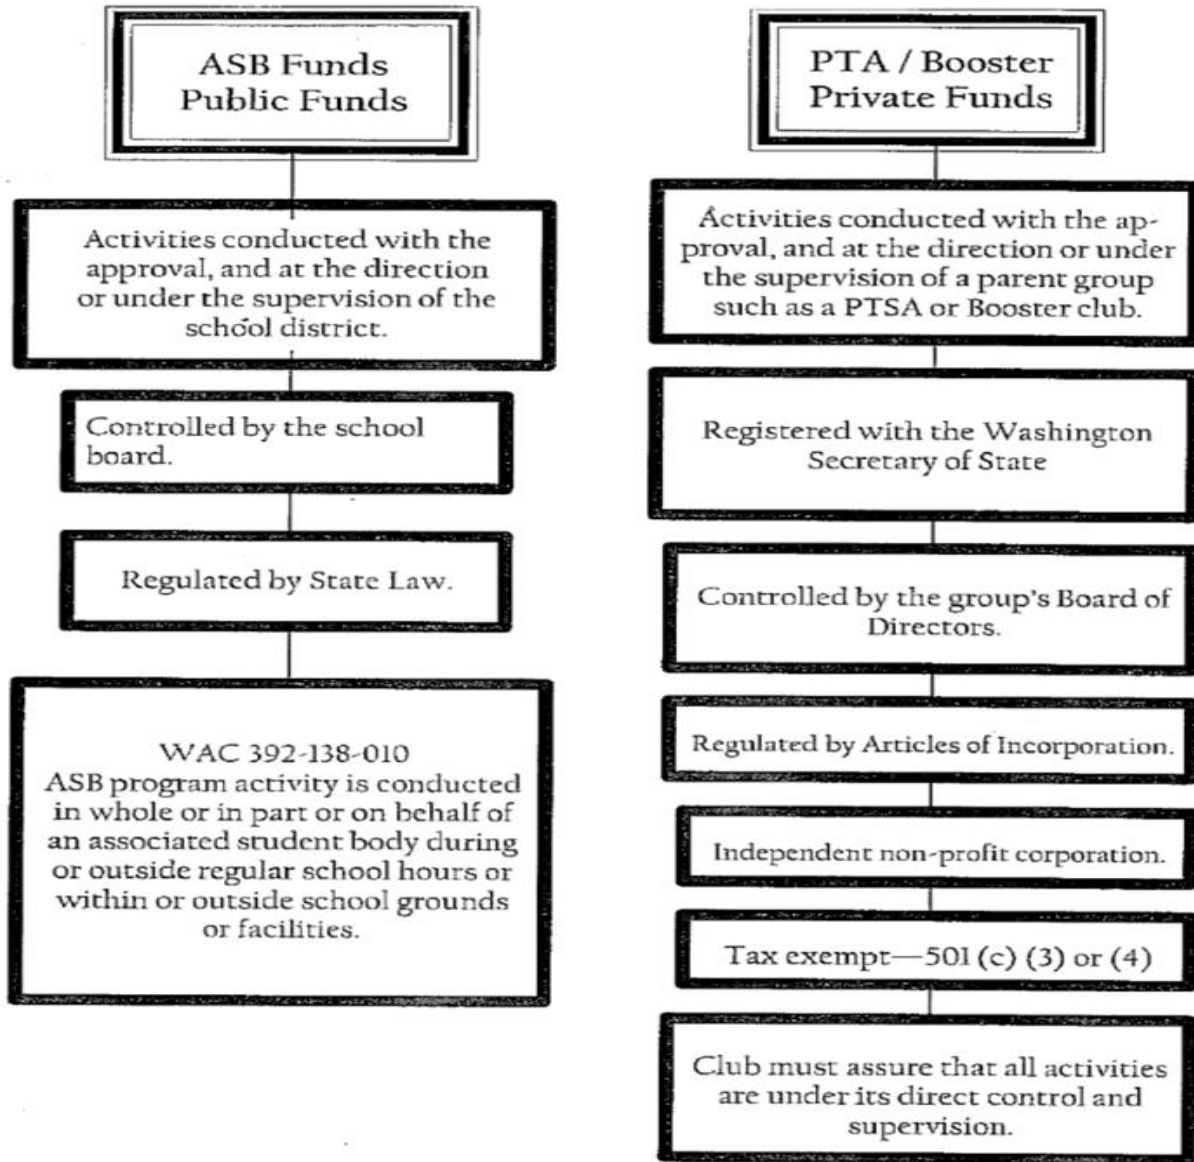 ASB Funds
Public Funds
Activities conducted with the
approval, and at the direction
or under the supervision of the
school district.
Controlled by the school
board.
Regulated by State Law.
WAC 392-138-010
ASB program activity is conducted
in whole or in part or on behalf of
an associated student body during
or outside regular school hours or
within or outside school grounds
or facilities.
PTA / Booster
Private Funds
Activities conducted with the ap-
proval, and at the direction or under
the supervision of a parent group
such as a PTSA or Booster club.
Registered with the Washington
Secretary of State
Controlled by the group's Board of
Directors.
Regulated by Articles of Incorporation.
Independent non-profit corporation.
Tax exempt—501 (c) (3) or (4)
Club must assure that all activities
are under its direct control and
supervision.